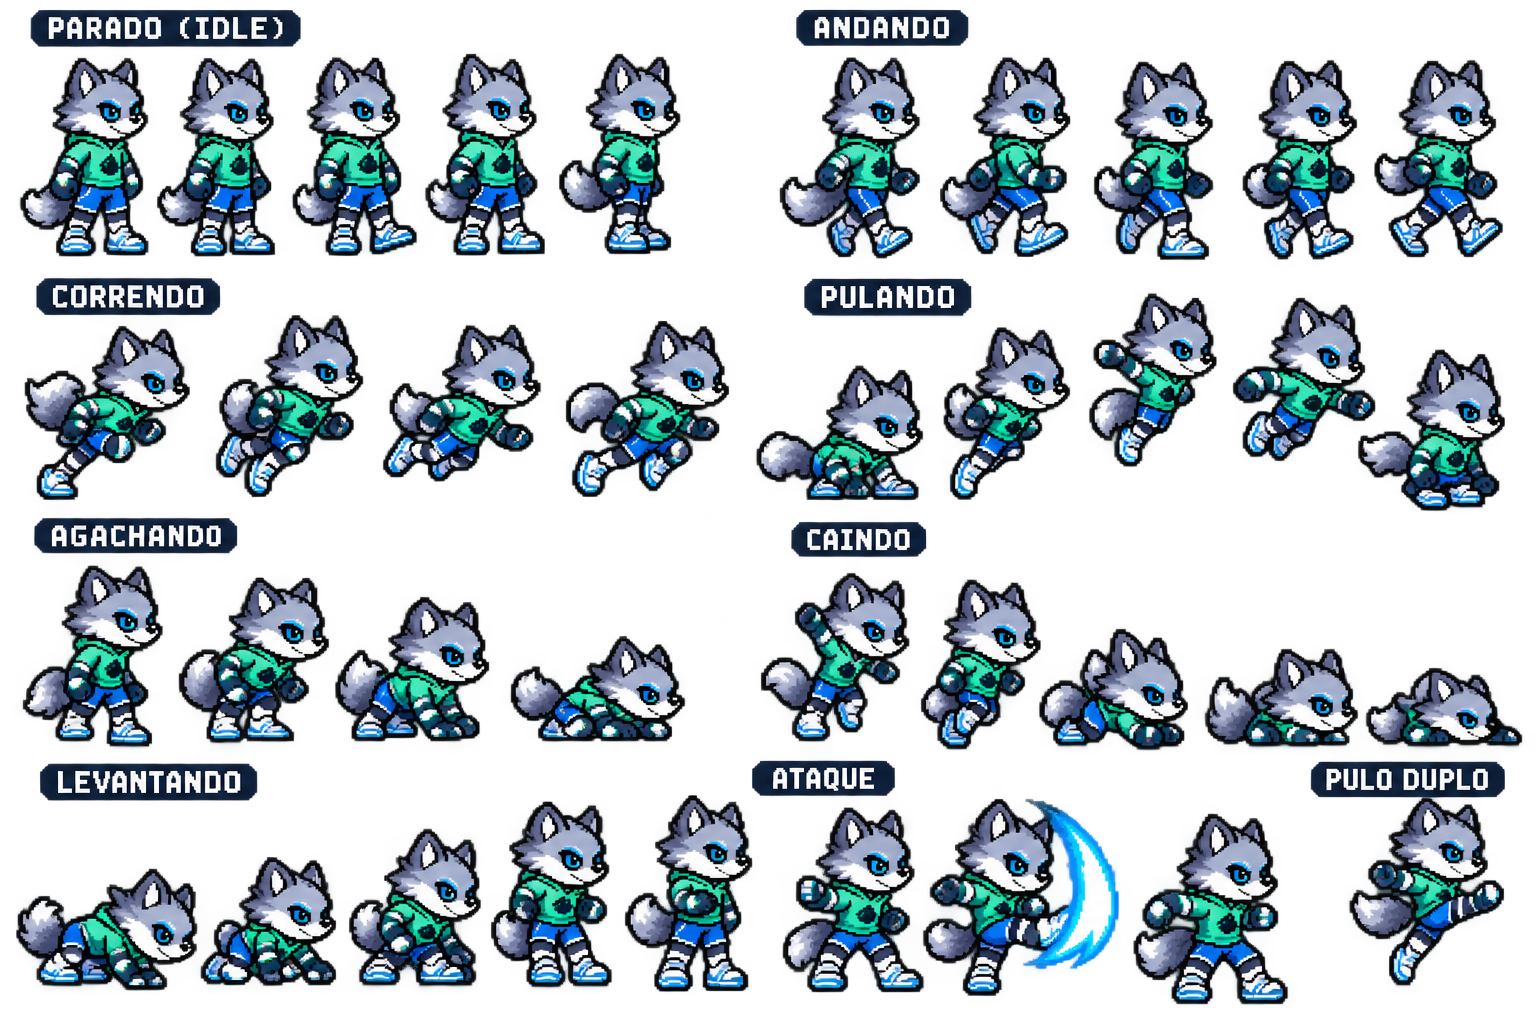 PARADO (IDLE)
ANDANDO
CORRENDO
PULANDO
AGACHANDO
CAINDO
LEVANTANDO
ATAQUE
PULO DUPLO